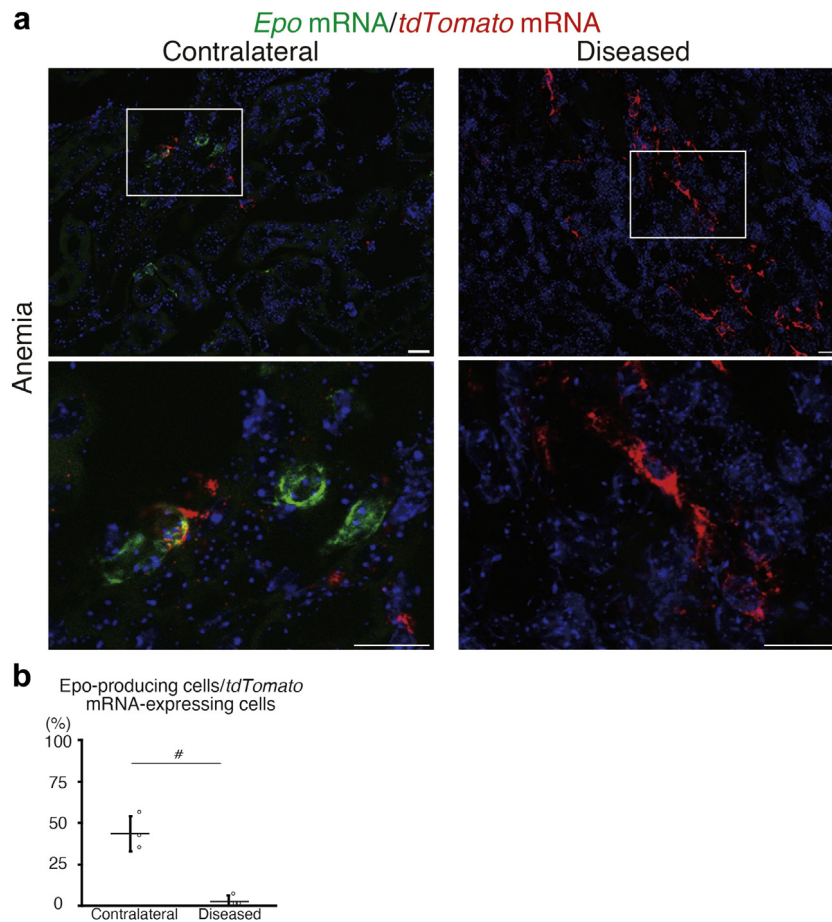 a
Epo mRNA/tdTomato mRNA
Contralateral
Diseased
Anemia
b
Epo-producing cells/tdTomato
mRNA-expressing cells
(%)
100
#
50
25
0
Contralateral
Diseased